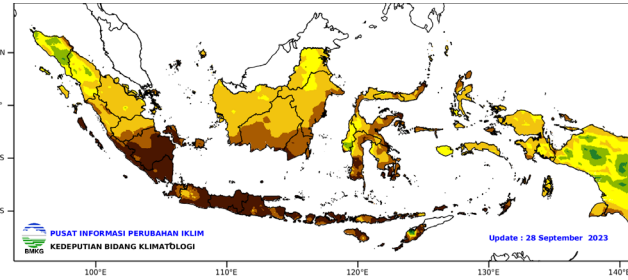 N
S
S
PUSAT INFORMASI PERUBAHAN IKLIM
KEDEPUTIAN BIDANG KLIMATOLOGI
BMKG
Update : 28 September 2023
100°E 110°E 120°E 130°E 140°E